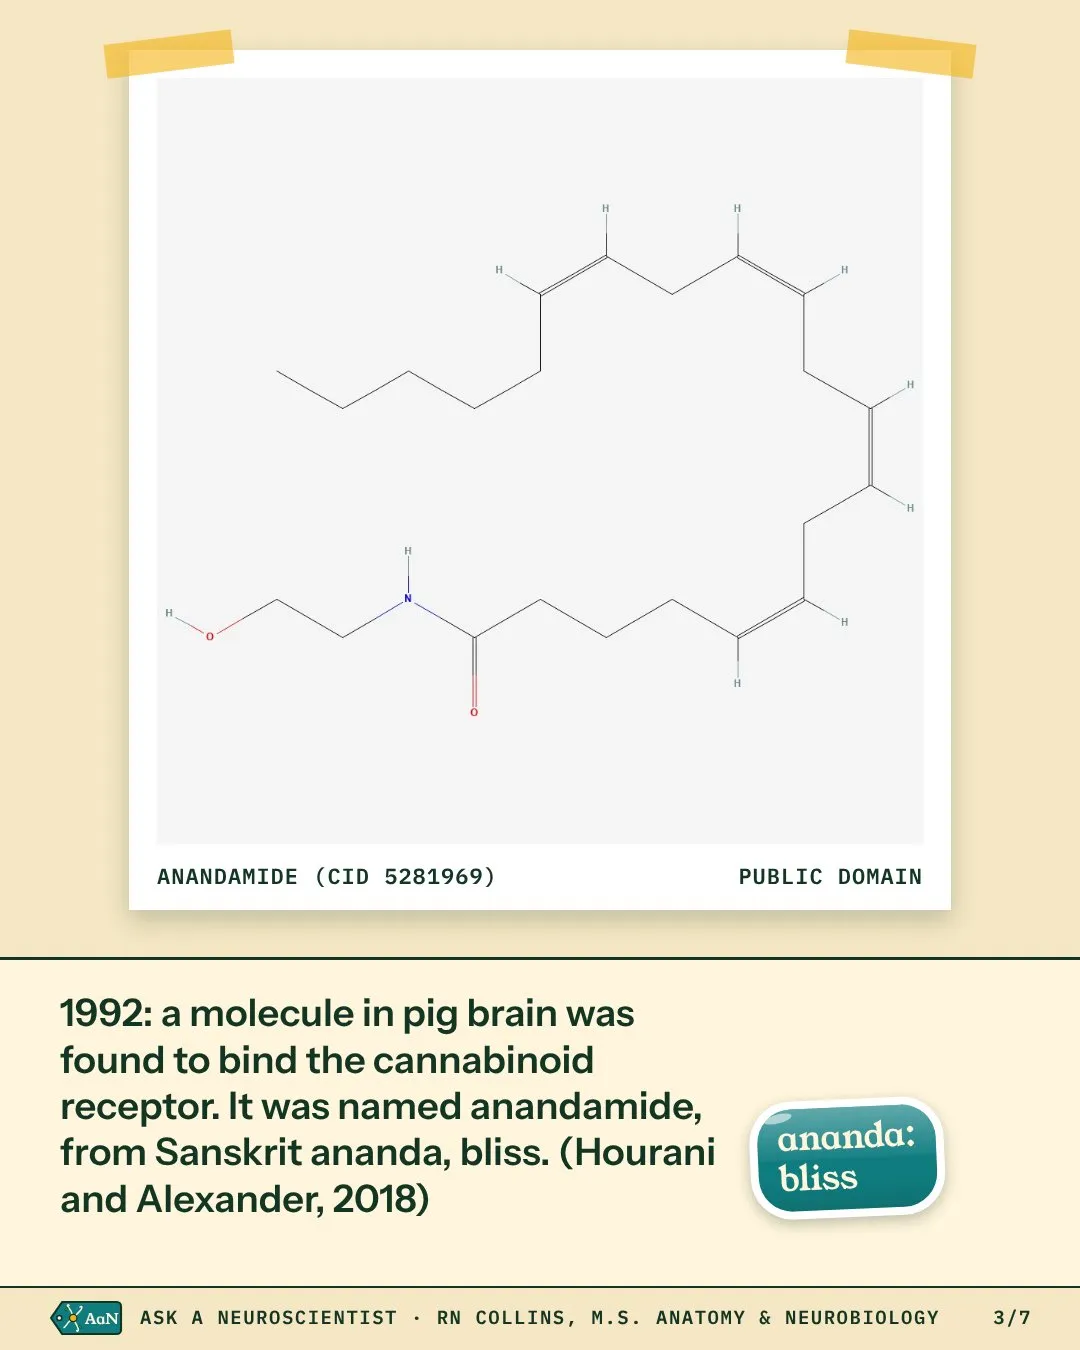 H
H
H
H
H
H
H
N
H
O
H
O
H
ANANDAMIDE (CID 5281969)
PUBLIC DOMAIN
1992: a molecule in pig brain was
found to bind the cannabinoid
receptor. It was named anandamide,
from Sanskrit ananda, bliss. (Hourani
and Alexander, 2018)
ananda:
bliss
AaN
ASK A NEUROSCIENTIST · RN COLLINS, M.S. ANATOMY & NEUROBIOLOGY
3/7